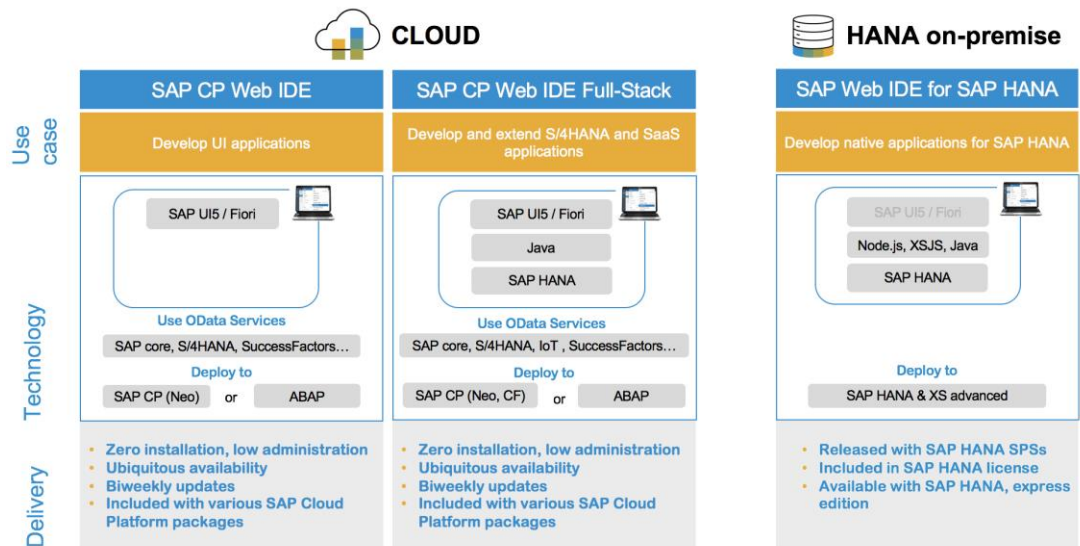 CLOUD
HANA on-premise
SAP CP Web IDE
SAP CP Web IDE Full-Stack
SAP Web IDE for SAP HANA
Use
case
Develop UI applications
Develop and extend S/4HANA and SaaS
applications
Develop native applications for SAP HANA
Technology
SAP UI5 / Fiori
Use OData Services
SAP core, S/4HANA, SuccessFactors...
Deploy to
SAP CP (Neo)
or
ABAP
SAP UI5 / Fiori
Java
SAP HANA
Use OData Services
SAP core, S/4HANA, IoT , SuccessFactors...
Deploy to
SAP CP (Neo, CF)
or
ABAP
SAP UI5 / Fiori
Node.js, XSJS, Java
SAP HANA
Deploy to
SAP HANA & XS advanced
Delivery
• Zero installation, low administration
• Ubiquitous availability
• Biweekly updates
• Included with various SAP Cloud
Platform packages
• Zero installation, low administration
• Ubiquitous availability
• Biweekly updates
• Included with various SAP Cloud
Platform packages
• Released with SAP HANA SPSs
• Included in SAP HANA license
• Available with SAP HANA, express
edition